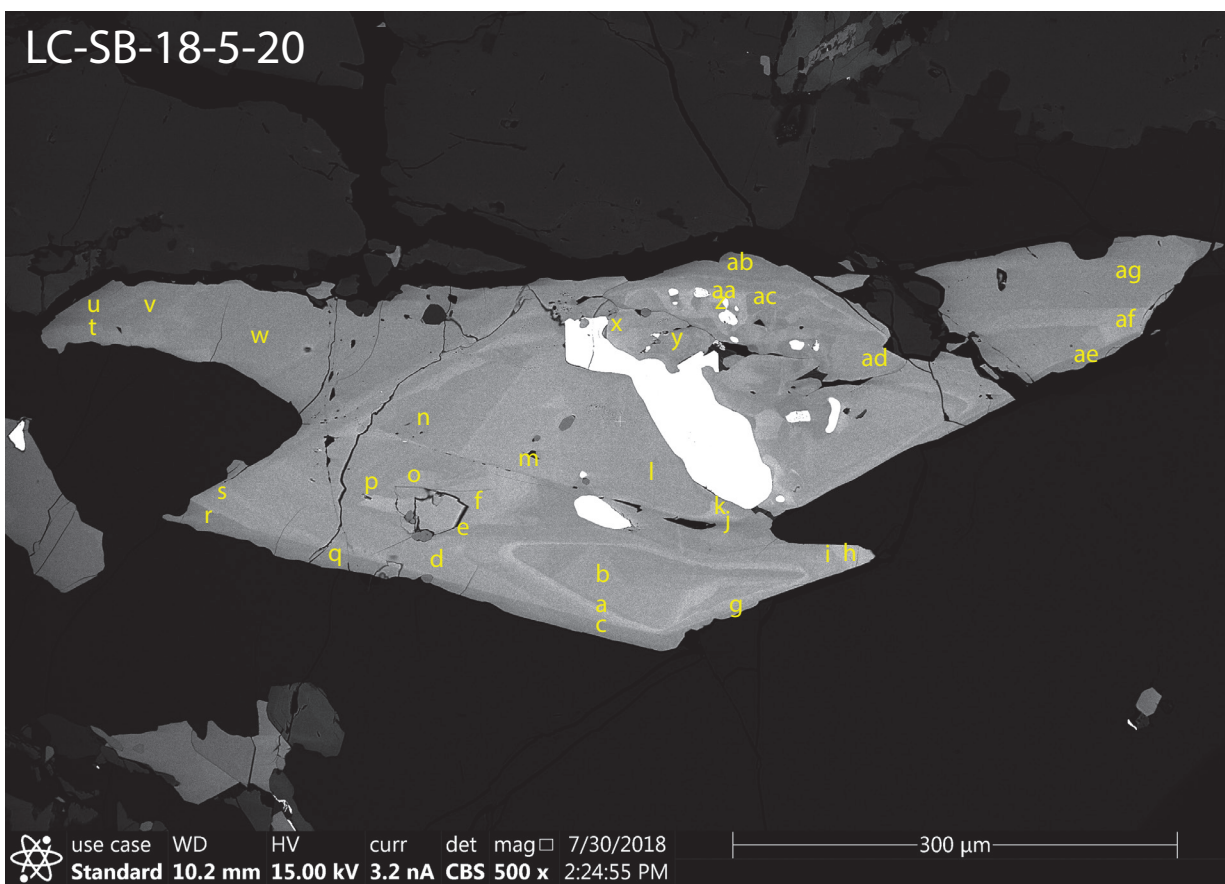 LC-SB-18-5-20
ab
ag
aa
ac
z
u
v
t
x
af
w
y
ae
ad
n
m
l
o
p
s
f
k
r
e
j
q
d
i
h
b
a
g
c
use case WD HV curr det mag □ 7/30/2018
Standard 10.2 mm 15.00 kV 3.2 nA CBS 500 x 2:24:55 PM
300 µm